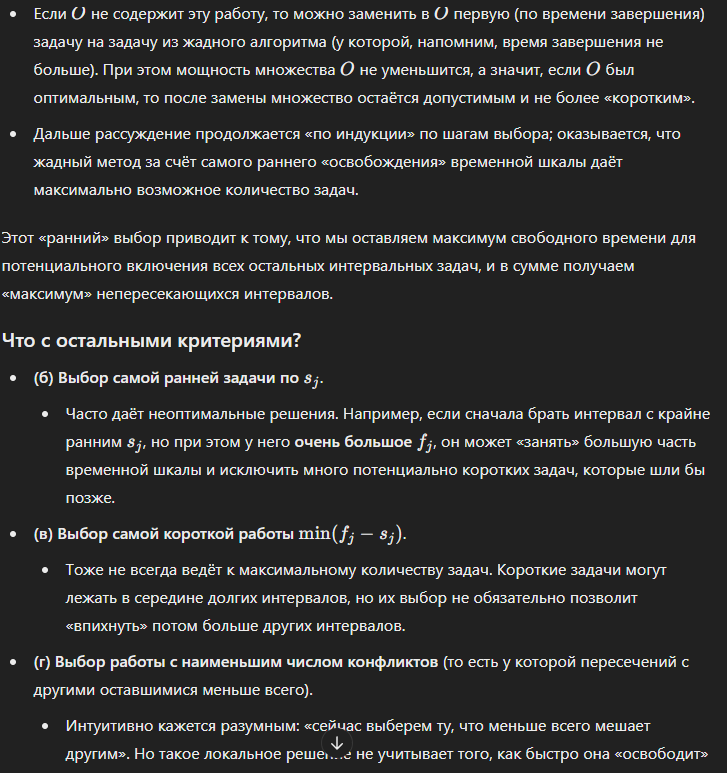 • Если O не содержит эту работу, то можно заменить в O первую (по времени завершения)
задачу на задачу из жадного алгоритма (у которой, напомним, время завершения не
больше). При этом мощность множества O не уменьшится, а значит, если O был
оптимальным, то после замены множество остаётся допустимым и не более «коротким».
• Дальше рассуждение продолжается «по индукции» по шагам выбора; оказывается, что
жадный метод за счёт самого раннего «освобождения» временной шкалы даёт
максимально возможное количество задач.
Этот «ранний» выбор приводит к тому, что мы оставляем максимум свободного времени для
потенциального включения всех остальных интервальных задач, и в сумме получаем
«максимум» непересекающихся интервалов.
Что с остальными критериями?
• (б) Выбор самой ранней задачи по s_j.
• Часто даёт неоптимальные решения. Например, если сначала брать интервал с крайне
ранним s_j, но при этом у него очень большое f_j, он может «занять» большую часть
временной шкалы и исключить много потенциально коротких задач, которые шли бы
позже.
• (в) Выбор самой короткой работы min(f_j − s_j).
• Тоже не всегда ведёт к максимальному количеству задач. Короткие задачи могут
лежать в середине долгих интервалов, но их выбор не обязательно позволит
«впихнуть» потом больше других интервалов.
• (г) Выбор работы с наименьшим числом конфликтов (то есть у которой пересечений с
другими оставшимися меньше всего).
• Интуитивно кажется разумным: «сейчас выберем ту, что меньше всего мешает
другим». Но такое локальное решение не учитывает того, как быстро она «освободит»